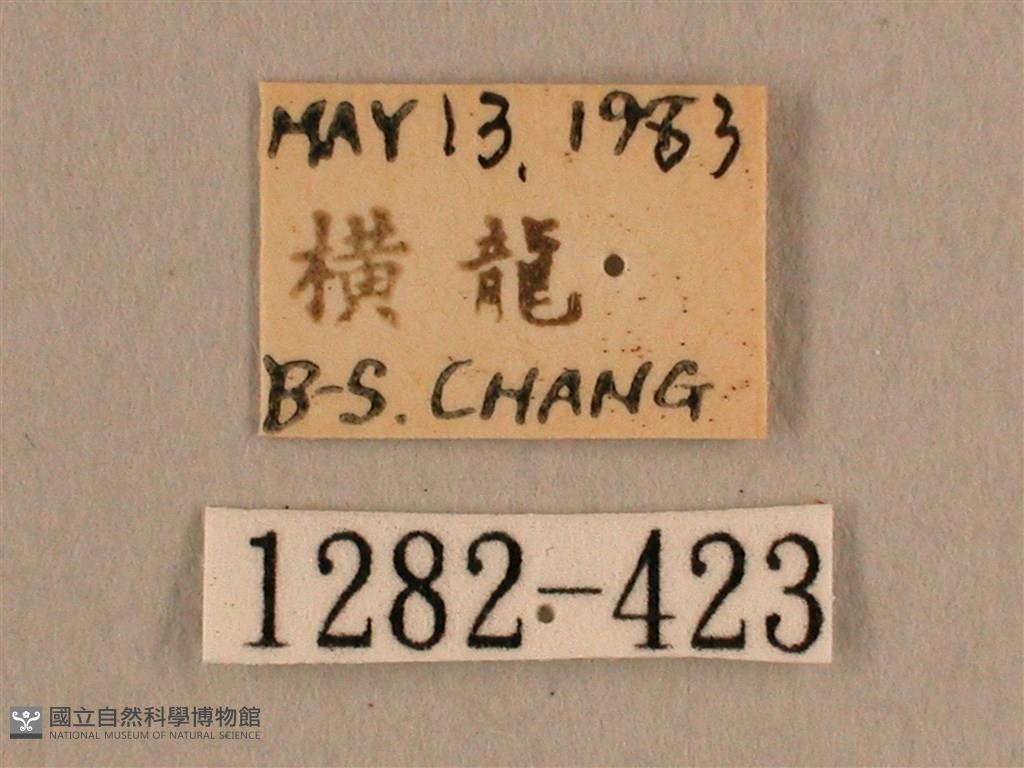 MAY 13, 1983
橫龍
B-S. CHANG
1282-423
國立自然科學博物館
NATIONAL MUSEUM OF NATURAL SCIENCE